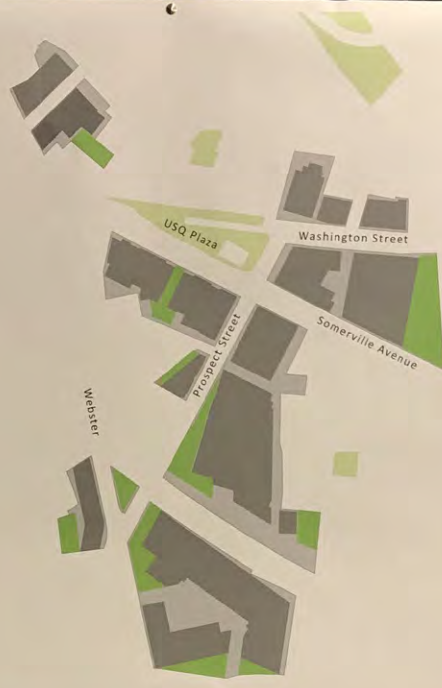 USQ Plaza
Washington Street
Somerville Avenue
Prospect Street
Webster